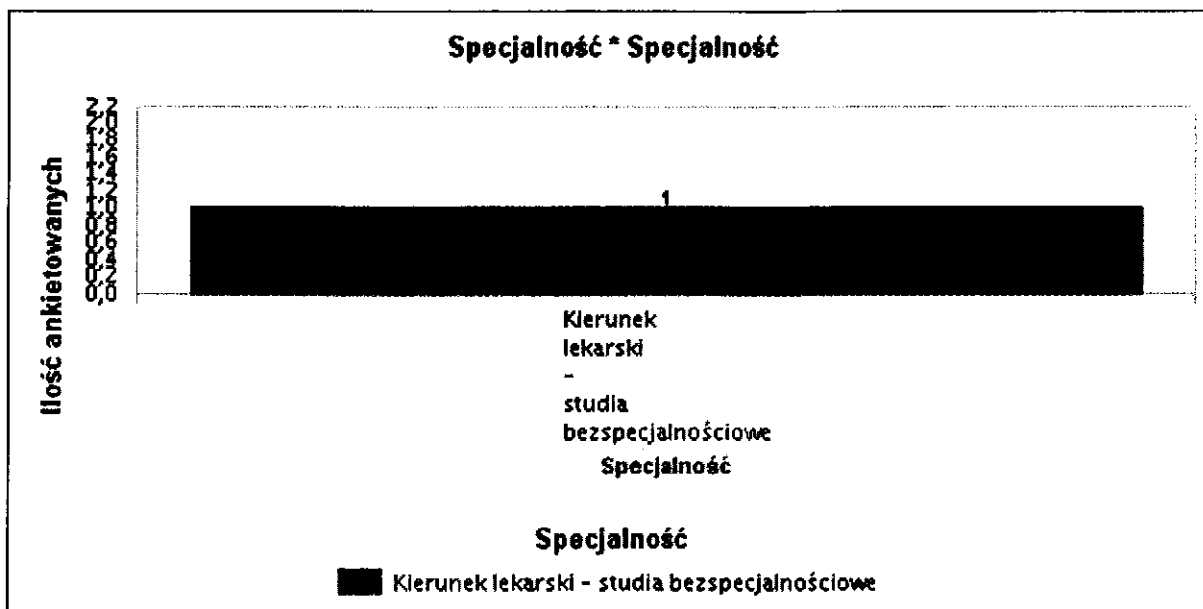 Specjalność * Specjalność
Ilość ankietowanych
2,2
2,0
1,8
1,6
1,4
1,2
1,0
0,8
0,6
0,4
0,2
0,0
1
Kierunek
lekarski
-
studia
bezspecjalnościowe
Specjalność
Specjalność
Kierunek lekarski - studia bezspecjalnościowe